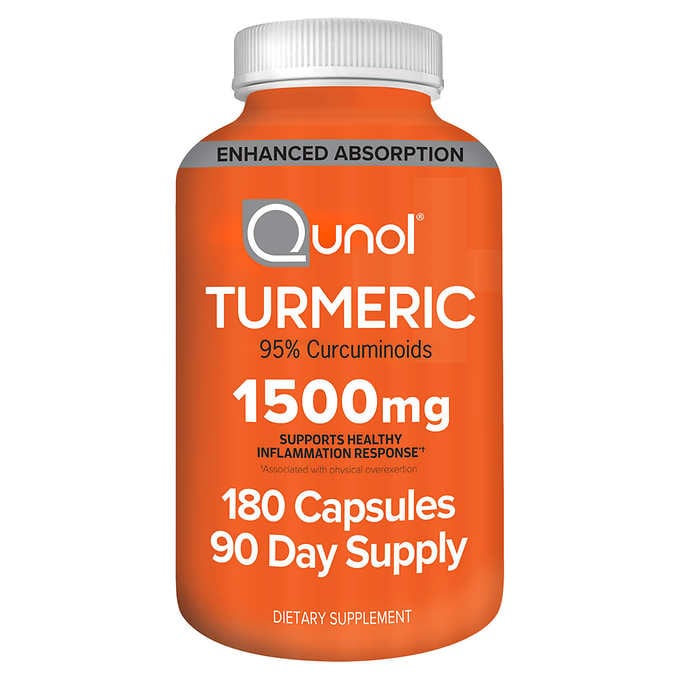 ENHANCED ABSORPTION
Qunol®
TURMERIC
95% Curcuminoids
1500mg
SUPPORTS HEALTHY
INFLAMMATION RESPONSE*†
†Associated with physical overexertion
180 Capsules
90 Day Supply
DIETARY SUPPLEMENT